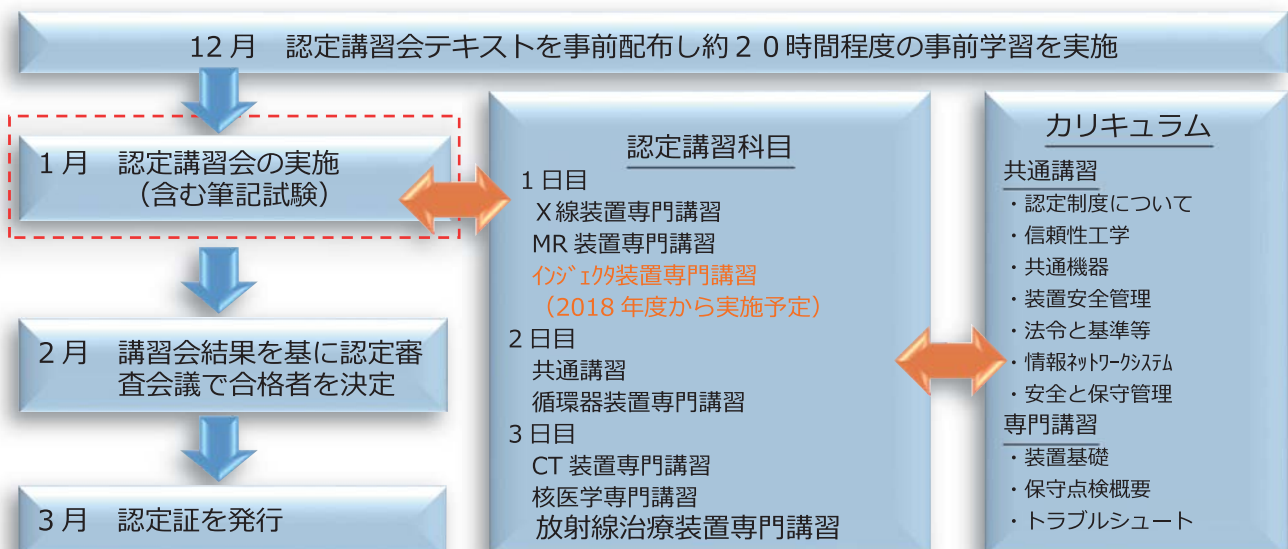 12月 認定講習会テキストを事前配布し約20時間程度の事前学習を実施
1月 認定講習会の実施
(含む筆記試験)
2月 講習会結果を基に認定審
査会議で合格者を決定
3月 認定証を発行
認定講習科目
1日目
X線装置専門講習
MR装置専門講習
インジェクタ装置専門講習
(2018年度から実施予定)
2日目
共通講習
循環器装置専門講習
3日目
CT装置専門講習
核医学専門講習
放射線治療装置専門講習
カリキュラム
共通講習
・認定制度について
・信頼性工学
・共通機器
・装置安全管理
・法令と基準等
・情報ネットワークシステム
・安全と保守管理
専門講習
・装置基礎
・保守点検概要
・トラブルシュート